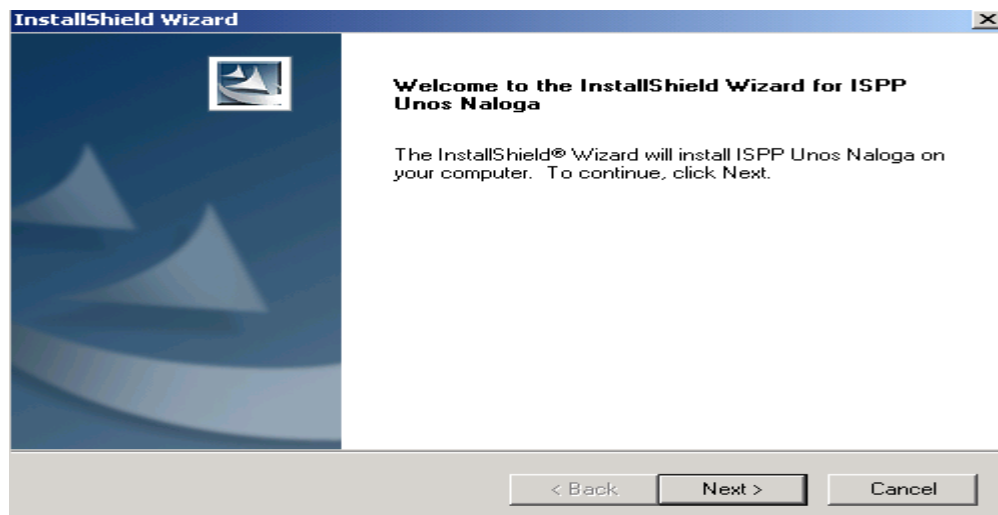 InstallShield Wizard
Welcome to the InstallShield Wizard for ISPP
Unos Naloga
The InstallShield® Wizard will install ISPP Unos Naloga on
your computer. To continue, click Next.
< Back
Next >
Cancel